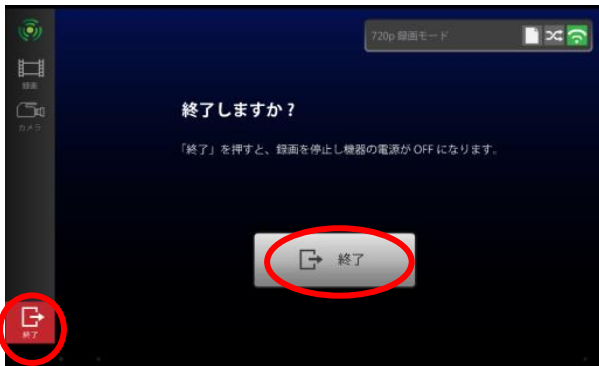 720p 録画モード
録画
カメラ
終了しますか？
「終了」を押すと、録画を停止し機器の電源が OFF になります。
終了
終了